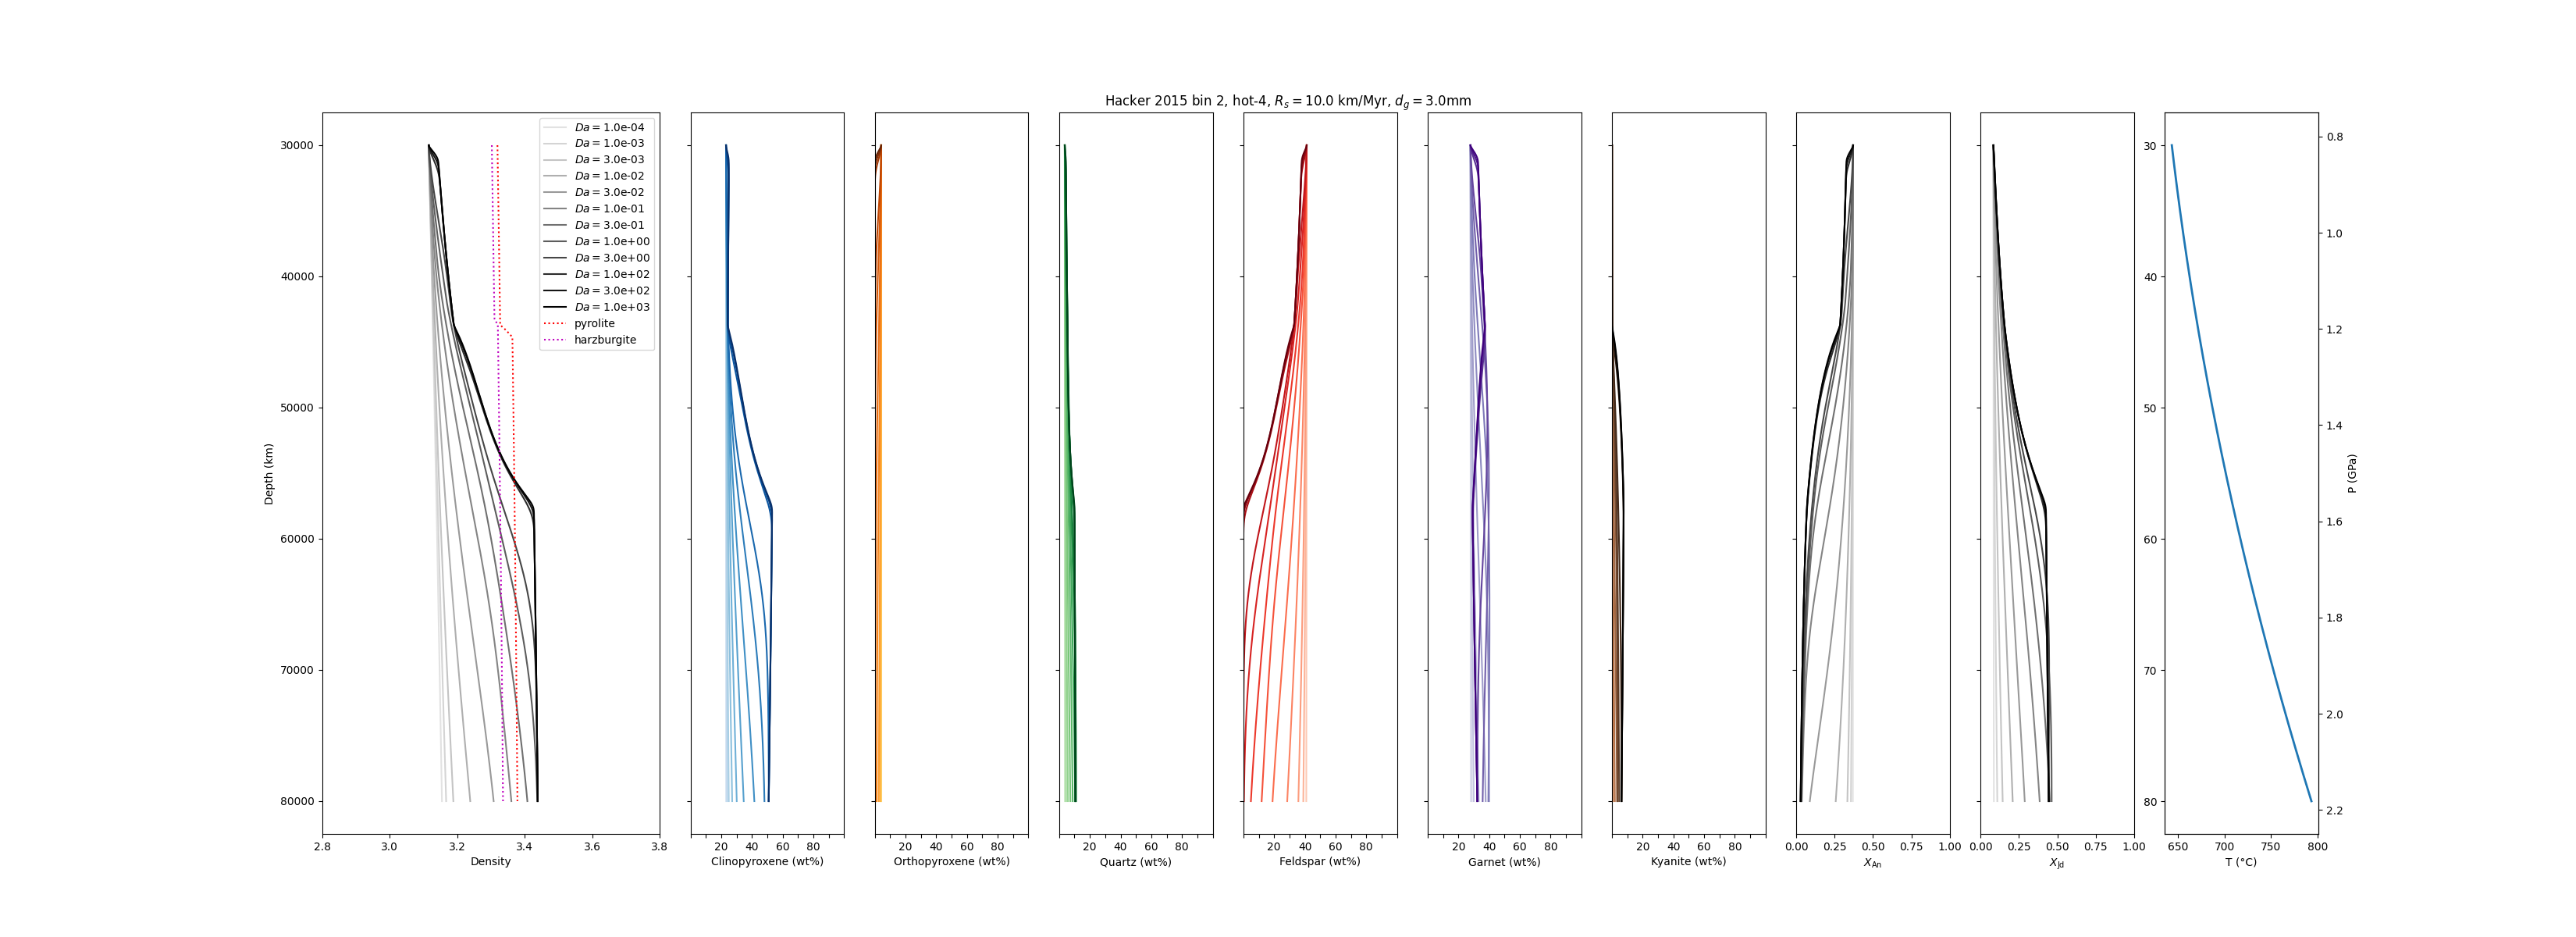 Hacker 2015 bin 2, hot-4, R_s = 10.0 km/Myr, d_g = 3.0mm
Da = 1.0e-04
Da = 1.0e-03
Da = 3.0e-03
Da = 1.0e-02
Da = 3.0e-02
Da = 1.0e-01
Da = 3.0e-01
Da = 1.0e+00
Da = 3.0e+00
Da = 1.0e+02
Da = 3.0e+02
Da = 1.0e+03
pyrolite
harzburgite
Depth (km)
30000
40000
50000
60000
70000
80000
2.8 3.0 3.2 3.4 3.6 3.8
Density
20 40 60 80
Clinopyroxene (wt%)
20 40 60 80
Orthopyroxene (wt%)
20 40 60 80
Quartz (wt%)
20 40 60 80
Feldspar (wt%)
20 40 60 80
Garnet (wt%)
20 40 60 80
Kyanite (wt%)
0.00 0.25 0.50 0.75 1.00
X_An
0.00 0.25 0.50 0.75 1.00
X_Jd
30
40
50
60
70
80
650 700 750 800
T (°C)
0.8
1.0
1.2
1.4
1.6
1.8
2.0
2.2
P (GPa)